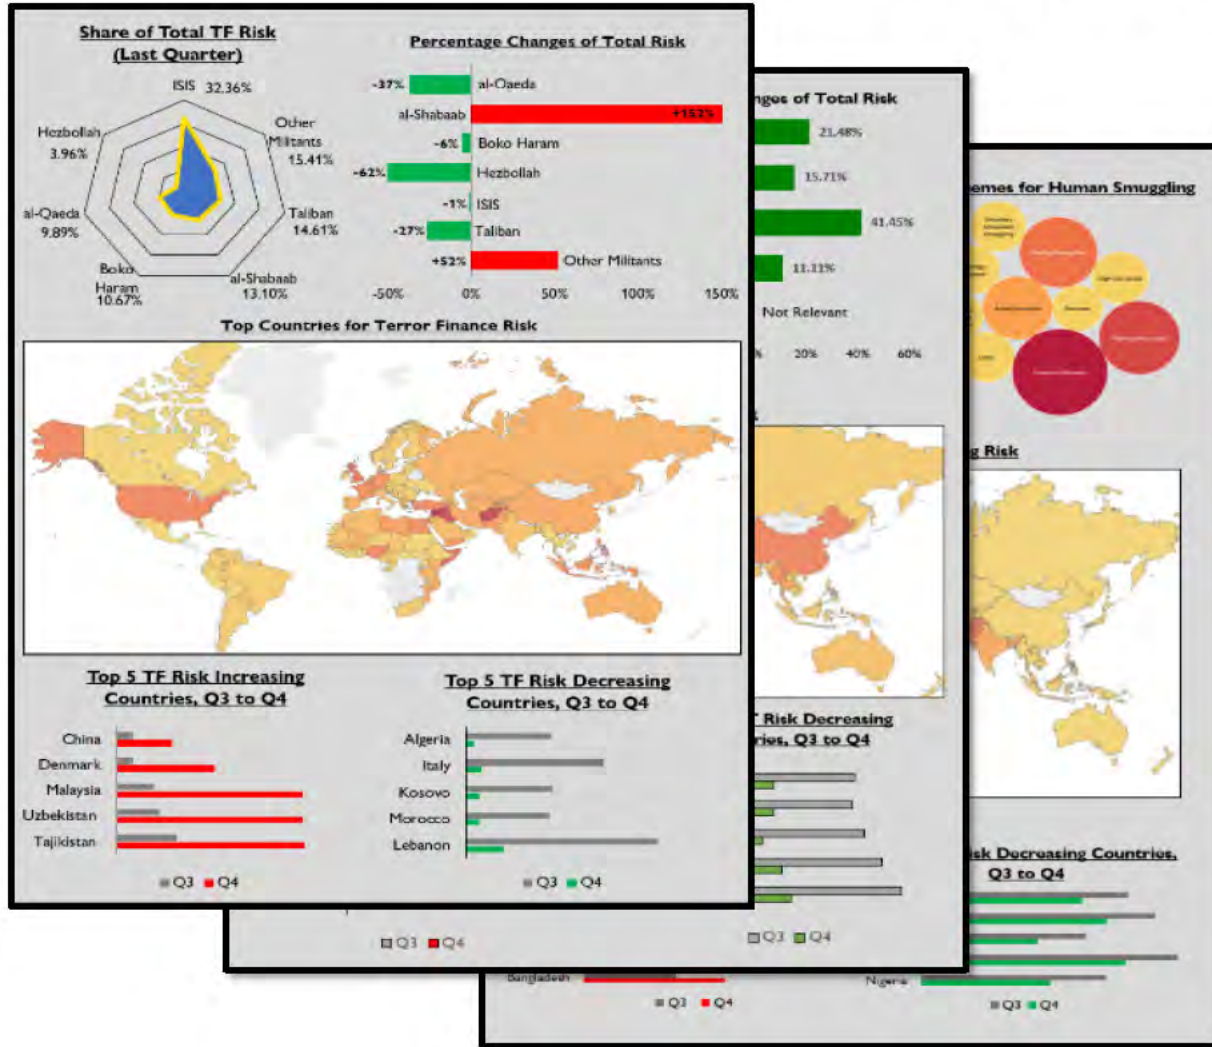 Share of Total TF Risk
(Last Quarter)
ISIS 32.36%
Other
Militants
15.41%
Taliban
14.61%
al-Shabaab
13.10%
Boko
Haram
10.67%
al-Qaeda
9.89%
Hezbollah
3.96%
Percentage Changes of Total Risk
-37% al-Qaeda
al-Shabaab +152%
-6% Boko Haram
-62% Hezbollah
-1% ISIS
-27% Taliban
+52% Other Militants
-50% 0% 50% 100% 150%
Top Countries for Terror Finance Risk
Top 5 TF Risk Increasing
Countries, Q3 to Q4
China
Denmark
Malaysia
Uzbekistan
Tajikistan
Q3 Q4
Top 5 TF Risk Decreasing
Countries, Q3 to Q4
Algeria
Italy
Kosovo
Morocco
Lebanon
Q3 Q4
nges of Total Risk
21.48%
15.71%
41.45%
11.11%
Not Relevant
20% 40% 60%
Risk Decreasing
ries, Q3 to Q4
Q3 Q4
Q3 Q4
emes for Human Smuggling
g Risk
isk Decreasing Countries,
Q3 to Q4
Bangladesh
Nigeria
Q3 Q4
Q3 Q4